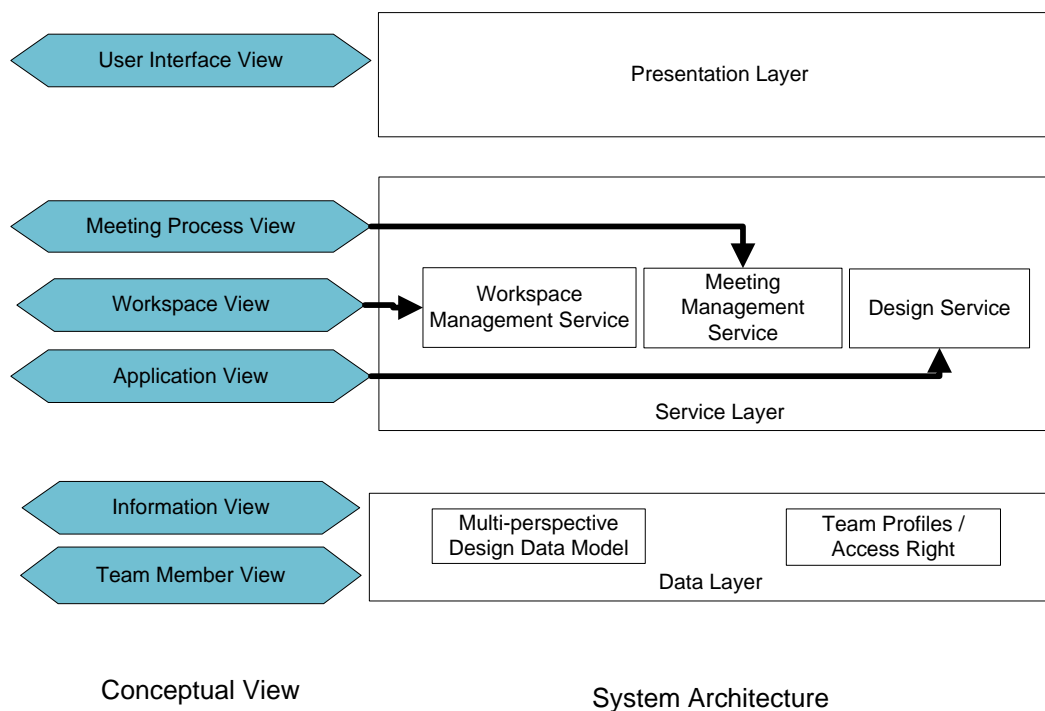 User Interface View
Presentation Layer
Meeting Process View
Workspace View
Application View
Workspace
Management Service
Meeting
Management
Service
Design Service
Service Layer
Information View
Team Member View
Multi-perspective
Design Data Model
Team Profiles /
Access Right
Data Layer
Conceptual View
System Architecture